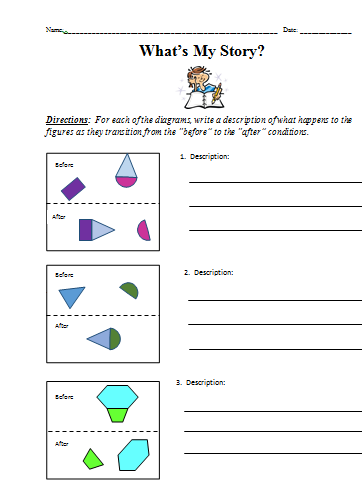 Name: Date:
What's My Story?
Directions: For each of the diagrams, write a description of what happens to the
figures as they transition from the "before" to the "after" conditions.
Before
1. Description:
After
Before
2. Description:
After
Before
3. Description:
After